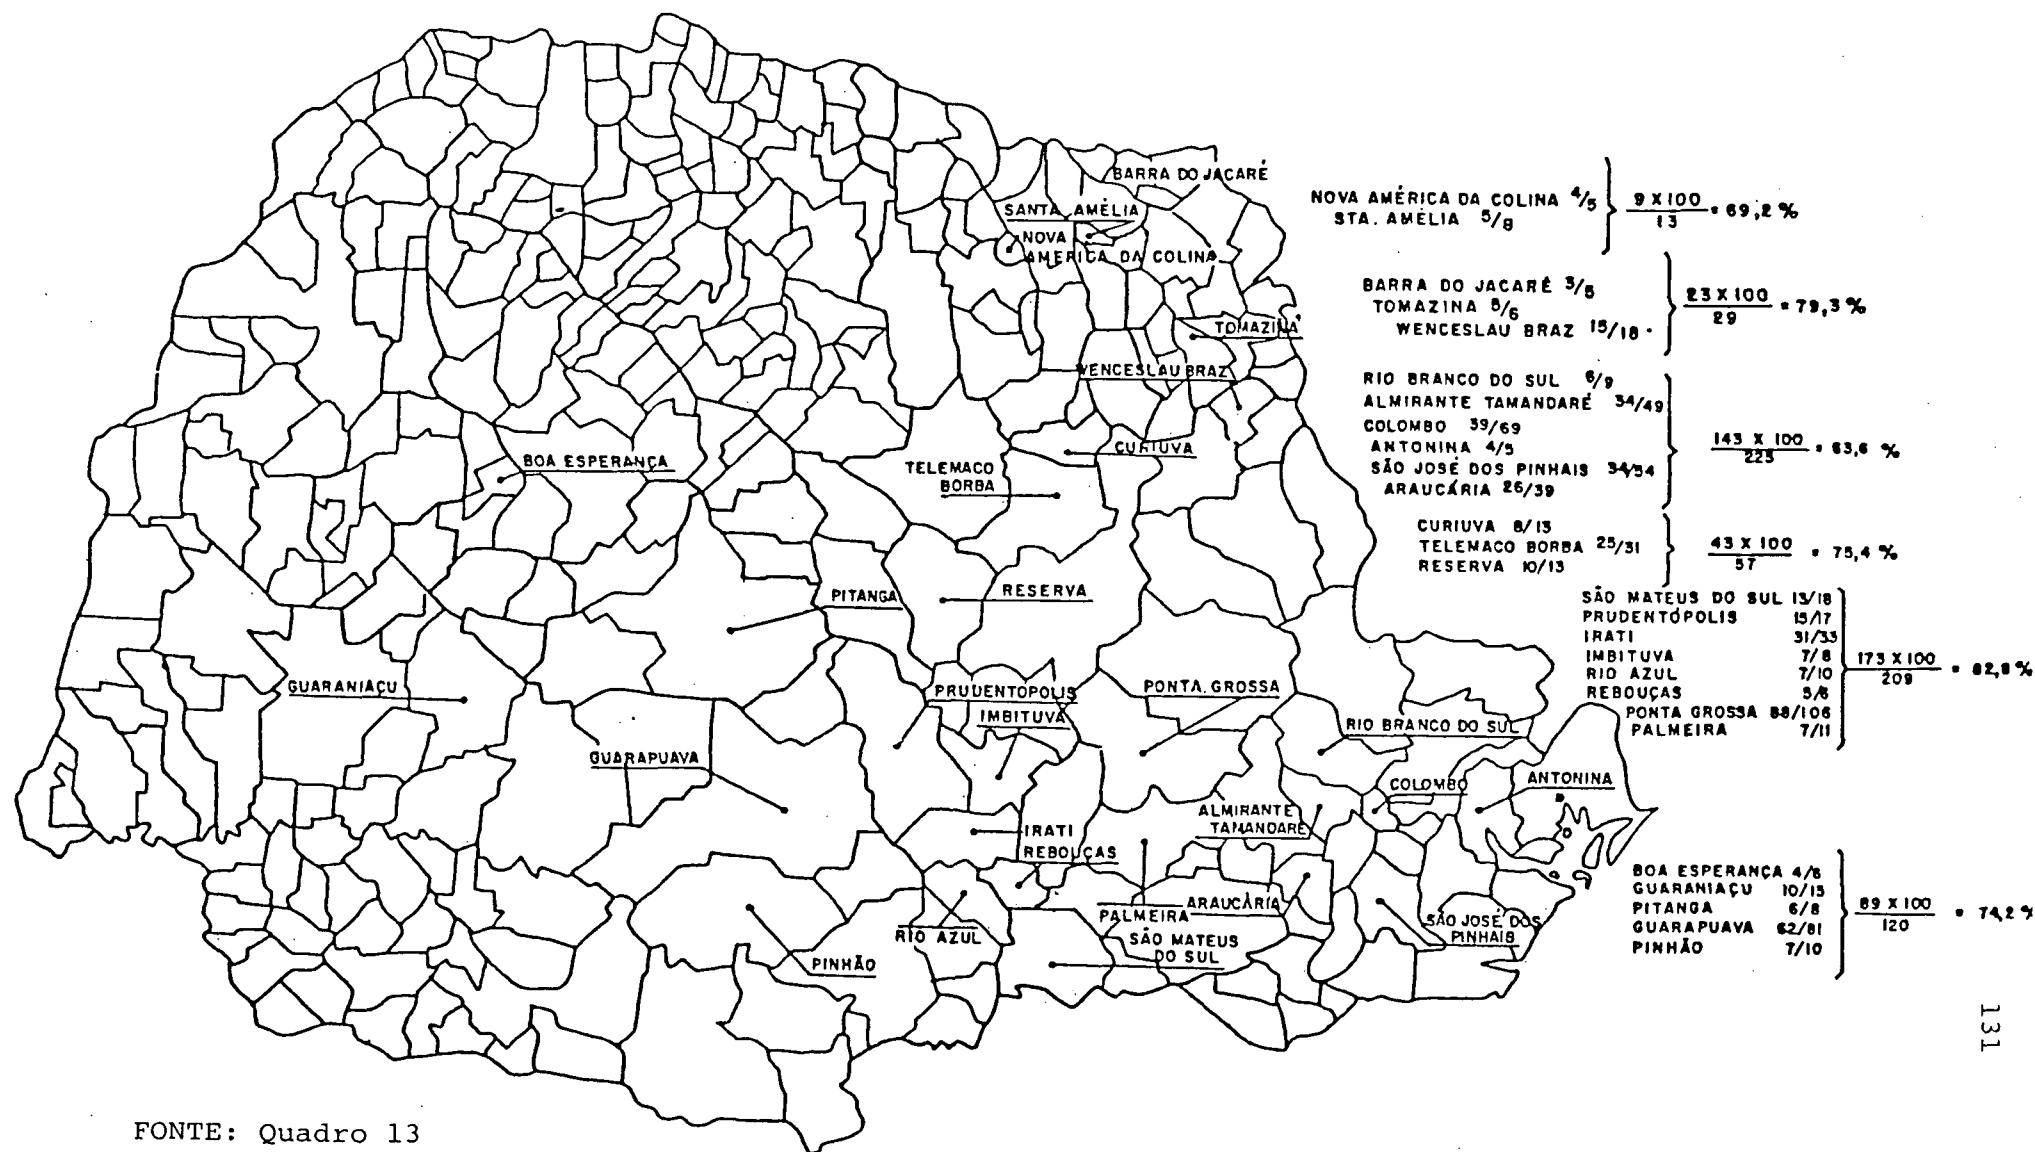 BARRA DO JACARÉ
SANTA AMÉLIA
NOVA
AMERICA DA COLINA
TOMAZINA
WENCESLAU BRAZ
CURIUVA
BOA ESPERANÇA
TELEMACO
BORBA
PITANGA
RESERVA
GUARANIAÇU
PRUDENTOPOLIS
IMBITUVA
PONTA GROSSA
RIO BRANCO DO SUL
GUARAPUAVA
COLOMBO
ANTONINA
ALMIRANTE
TAMANDARÉ
IRATI
REBOUÇAS
PALMEIRA
ARAUCÁRIA
SÃO JOSÉ DOS
PINHAIS
RIO AZUL
SÃO MATEUS
DO SUL
PINHÃO
NOVA AMÉRICA DA COLINA 4/5
STA. AMÉLIA 5/8
9 X 100
13 = 69,2 %
BARRA DO JACARÉ 3/5
TOMAZINA 5/6
WENCESLAU BRAZ 15/18
23 X 100
29 = 79,3 %
RIO BRANCO DO SUL 6/9
ALMIRANTE TAMANDARÉ 34/49
COLOMBO 39/69
ANTONINA 4/5
SÃO JOSÉ DOS PINHAIS 34/54
ARAUCÁRIA 26/39
143 X 100
225 = 63,6 %
CURIUVA 8/13
TELEMACO BORBA 25/31
RESERVA 10/13
43 X 100
57 = 75,4 %
SÃO MATEUS DO SUL 13/18
PRUDENTÓPOLIS 15/17
IRATI 31/33
IMBITUVA 7/8
RIO AZUL 7/10
REBOUÇAS 5/6
PONTA GROSSA 88/106
PALMEIRA 7/11
173 X 100
209 = 82,8 %
BOA ESPERANÇA 4/6
GUARANIAÇU 10/15
PITANGA 6/8
GUARAPUAVA 62/81
PINHÃO 7/10
89 X 100
120 = 74,2 %
131
FONTE: Quadro 13